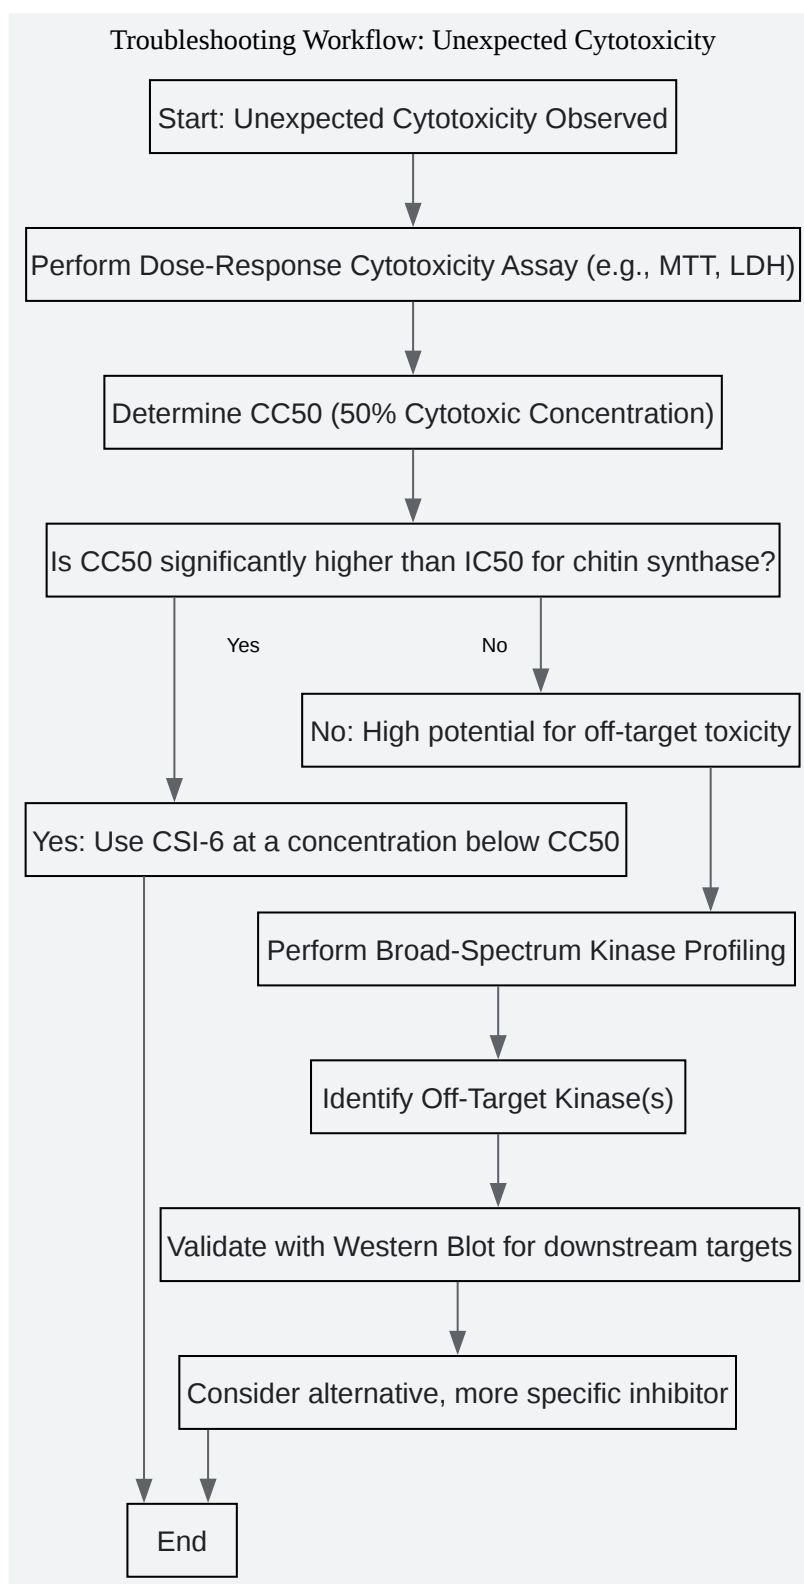 Troubleshooting Workflow: Unexpected Cytotoxicity
Start: Unexpected Cytotoxicity Observed
Perform Dose-Response Cytotoxicity Assay (e.g., MTT, LDH)
Determine CC50 (50% Cytotoxic Concentration)
Is CC50 significantly higher than IC50 for chitin synthase?
Yes
No
No: High potential for off-target toxicity
Yes: Use CSI-6 at a concentration below CC50
Perform Broad-Spectrum Kinase Profiling
Identify Off-Target Kinase(s)
Validate with Western Blot for downstream targets
Consider alternative, more specific inhibitor
End